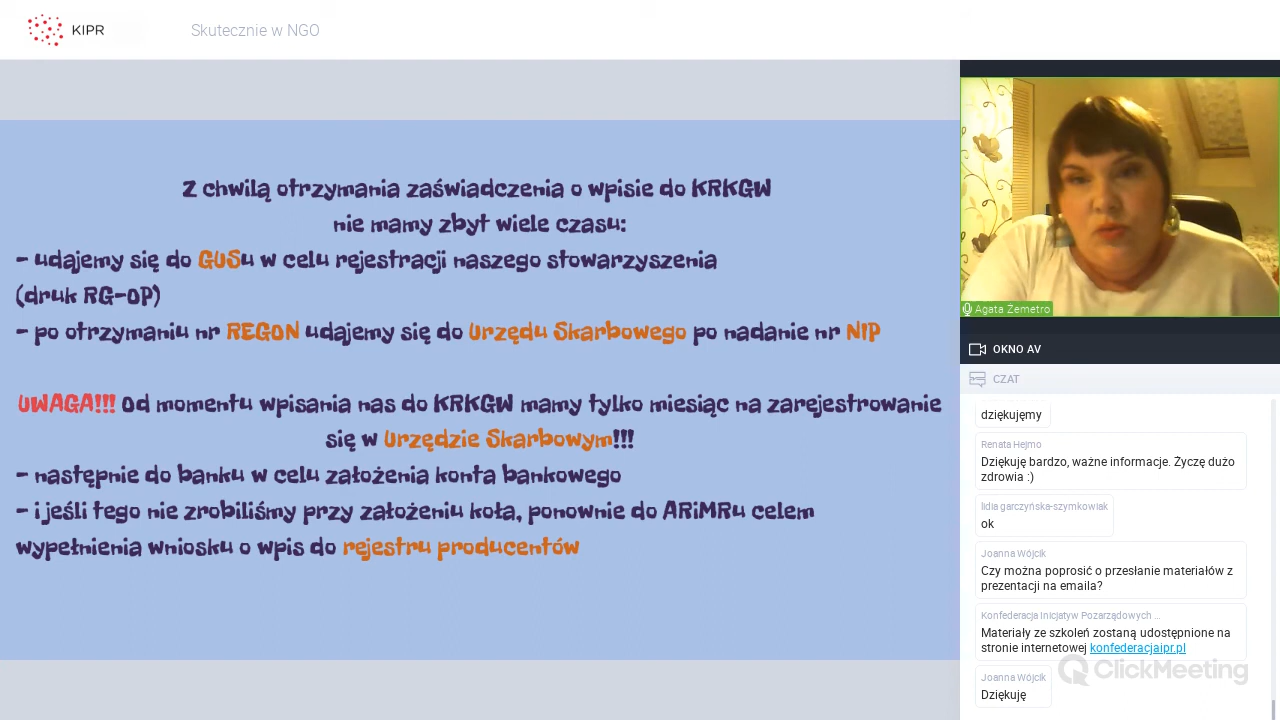 KIPR
Skutecznie w NGO
Z chwilą otrzymania zaświadczenia o wpisie do KRKGW
nie mamy zbyt wiele czasu:
- udajemy się do GUSu w celu rejestracji naszego stowarzyszenia
(druk RG-OP)
- po otrzymaniu nr REGON udajemy się do Urzędu Skarbowego po nadanie nr NIP
UWAGA!!! Od momentu wpisania nas do KRKGW mamy tylko miesiąc na zarejestrowanie
się w Urzędzie Skarbowym!!!
- następnie do banku w celu założenia konta bankowego
- i jeśli tego nie zrobiliśmy przy założeniu koła, ponownie do ARiMRu celem
wypełnienia wniosku o wpis do rejestru producentów
Agata Żemetro
OKNO AV
CZAT
dziękujęmy
Renata Hejmo
Dziękuję bardzo, ważne informacje. Życzę dużo
zdrowia :)
lidia garczyńska-szymkowiak
ok
Joanna Wójcik
Czy można poprosić o przesłanie materiałów z
prezentacji na emaila?
Konfederacja Inicjatyw Pozarządowych ...
Materiały ze szkoleń zostaną udostępnione na
stronie internetowej konfederacjaipr.pl
ClickMeeting
Joanna Wójcik
Dziękuję